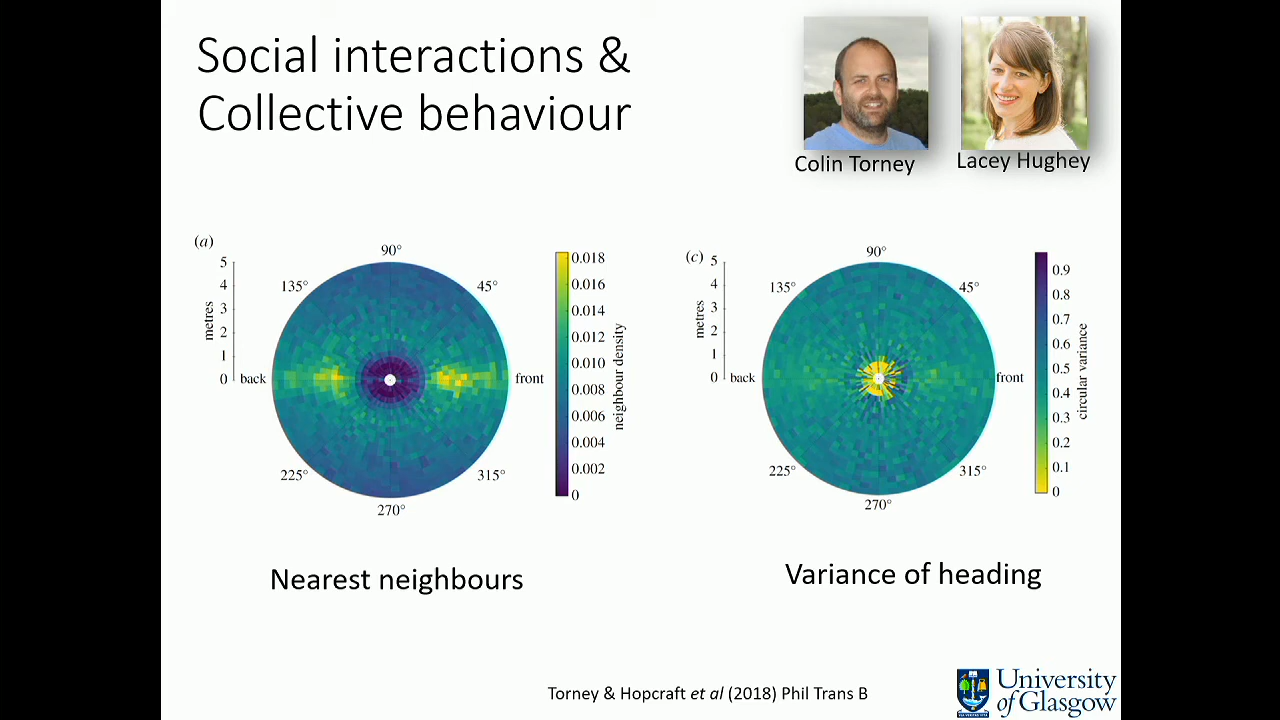 Social interactions &
Collective behaviour
Colin Torney
Lacey Hughey
(a)
5
4
3
2
1
0
metres
back
front
90°
45°
135°
225°
270°
315°
0.018
0.016
0.014
0.012
0.010
0.008
0.006
0.004
0.002
0
neighbour density
(c)
5
4
3
2
1
0
metres
back
front
90°
45°
135°
225°
270°
315°
0.9
0.8
0.7
0.6
0.5
0.4
0.3
0.2
0.1
0
circular variance
Nearest neighbours
Variance of heading
Torney & Hopcraft et al (2018) Phil Trans B
University
of Glasgow